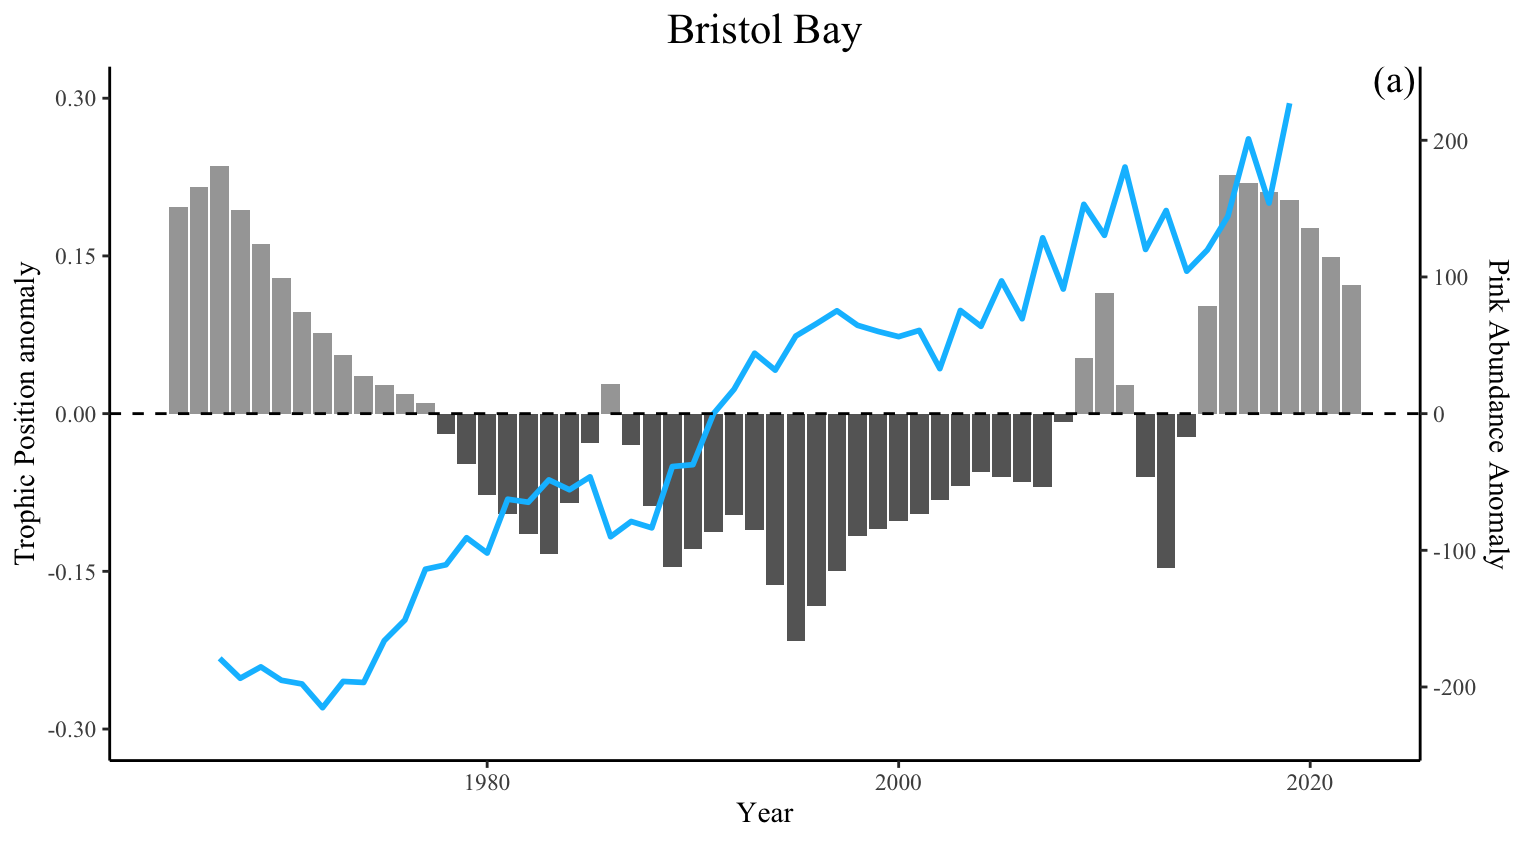 Bristol Bay
(a)
0.30
0.15
0.00
-0.15
-0.30
Trophic Position anomaly
200
100
0
-100
-200
Pink Abundance Anomaly
1980
2000
2020
Year